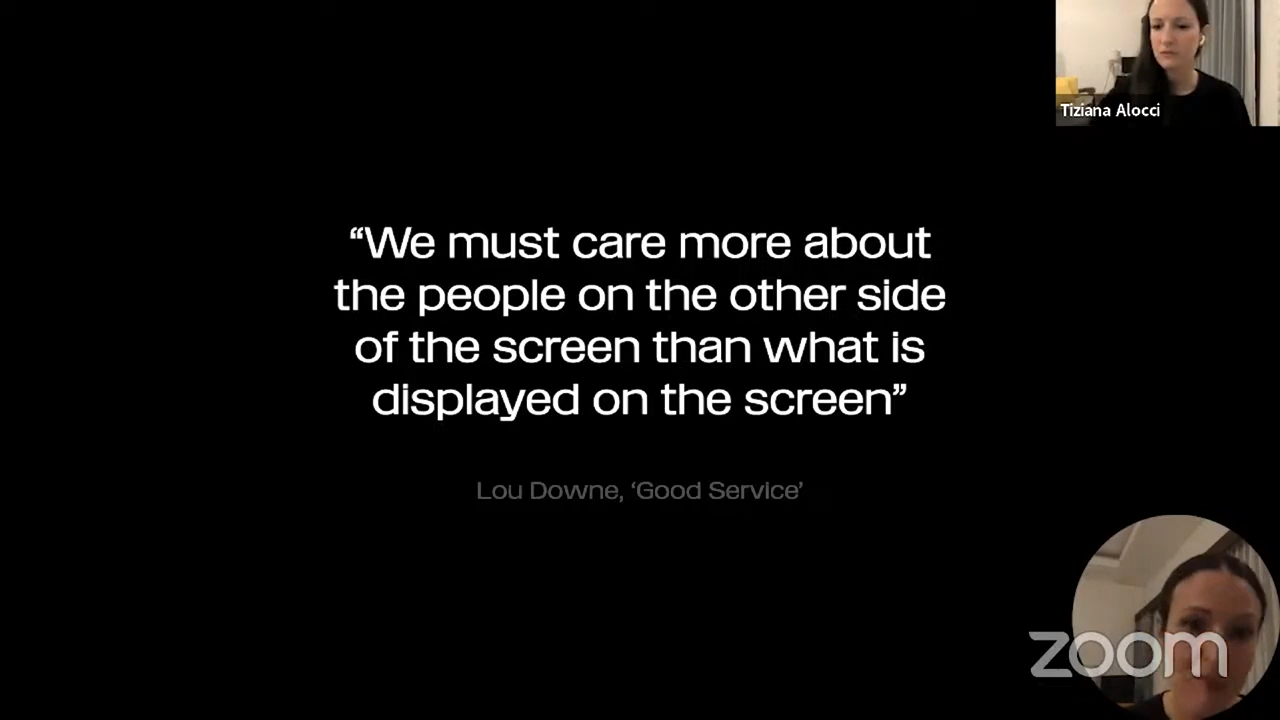 Tiziana Alocci
“We must care more about
the people on the other side
of the screen than what is
displayed on the screen”
Lou Downe, ‘Good Service’
zoom